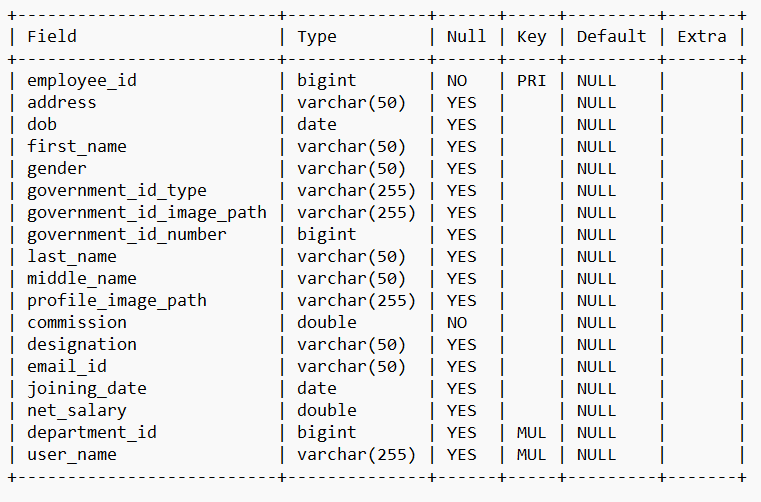 +--------------------------+--------------+------+-----+---------+-------+
| Field                    | Type         | Null | Key | Default | Extra |
+--------------------------+--------------+------+-----+---------+-------+
| employee_id              | bigint       | NO   | PRI | NULL    |       |
| address                  | varchar(50)  | YES  |     | NULL    |       |
| dob                      | date         | YES  |     | NULL    |       |
| first_name               | varchar(50)  | YES  |     | NULL    |       |
| gender                   | varchar(50)  | YES  |     | NULL    |       |
| government_id_type       | varchar(255) | YES  |     | NULL    |       |
| government_id_image_path | varchar(255) | YES  |     | NULL    |       |
| government_id_number     | bigint       | YES  |     | NULL    |       |
| last_name                | varchar(50)  | YES  |     | NULL    |       |
| middle_name              | varchar(50)  | YES  |     | NULL    |       |
| profile_image_path       | varchar(255) | YES  |     | NULL    |       |
| commission               | double       | NO   |     | NULL    |       |
| designation              | varchar(50)  | YES  |     | NULL    |       |
| email_id                 | varchar(50)  | YES  |     | NULL    |       |
| joining_date             | date         | YES  |     | NULL    |       |
| net_salary               | double       | YES  |     | NULL    |       |
| department_id            | bigint       | YES  | MUL | NULL    |       |
| user_name                | varchar(255) | YES  | MUL | NULL    |       |
+--------------------------+--------------+------+-----+---------+-------+